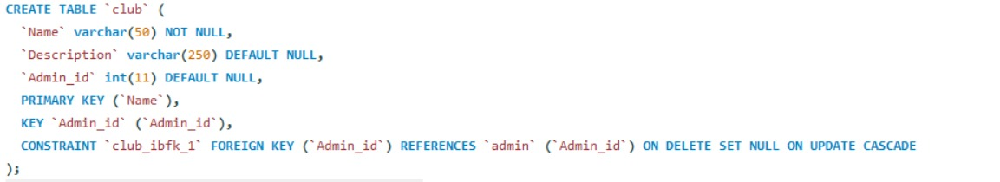 CREATE TABLE `club` (
  `Name` varchar(50) NOT NULL,
  `Description` varchar(250) DEFAULT NULL,
  `Admin_id` int(11) DEFAULT NULL,
  PRIMARY KEY (`Name`),
  KEY `Admin_id` (`Admin_id`),
  CONSTRAINT `club_ibfk_1` FOREIGN KEY (`Admin_id`) REFERENCES `admin` (`Admin_id`) ON DELETE SET NULL ON UPDATE CASCADE
);